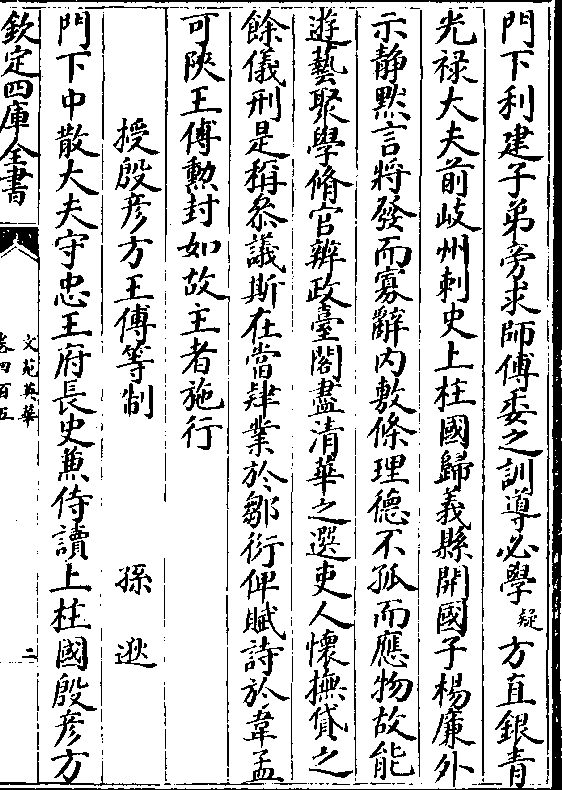 門下利建子弟旁求師傅委之訓導必學疑方直銀青
光禄大夫前岐州刺史上柱國歸義縣開國子楊廉外
示静黙言將發而寡辭内敷條理德不孤而應物故能
遊藝聚學脩官辦政臺閣盡清華之選吏人懷撫貸之
餘儀刑是稱叅議斯在當肄業於鄒衍俾賦詩於韋孟
可陜王傅勲封如故主者施行
授殷彦方王傅等制 孫逖
門下中散大夫守忠王府長史兼侍讀上柱國殷彦方
欽定四庫全書
文苑英華
卷四百五
二